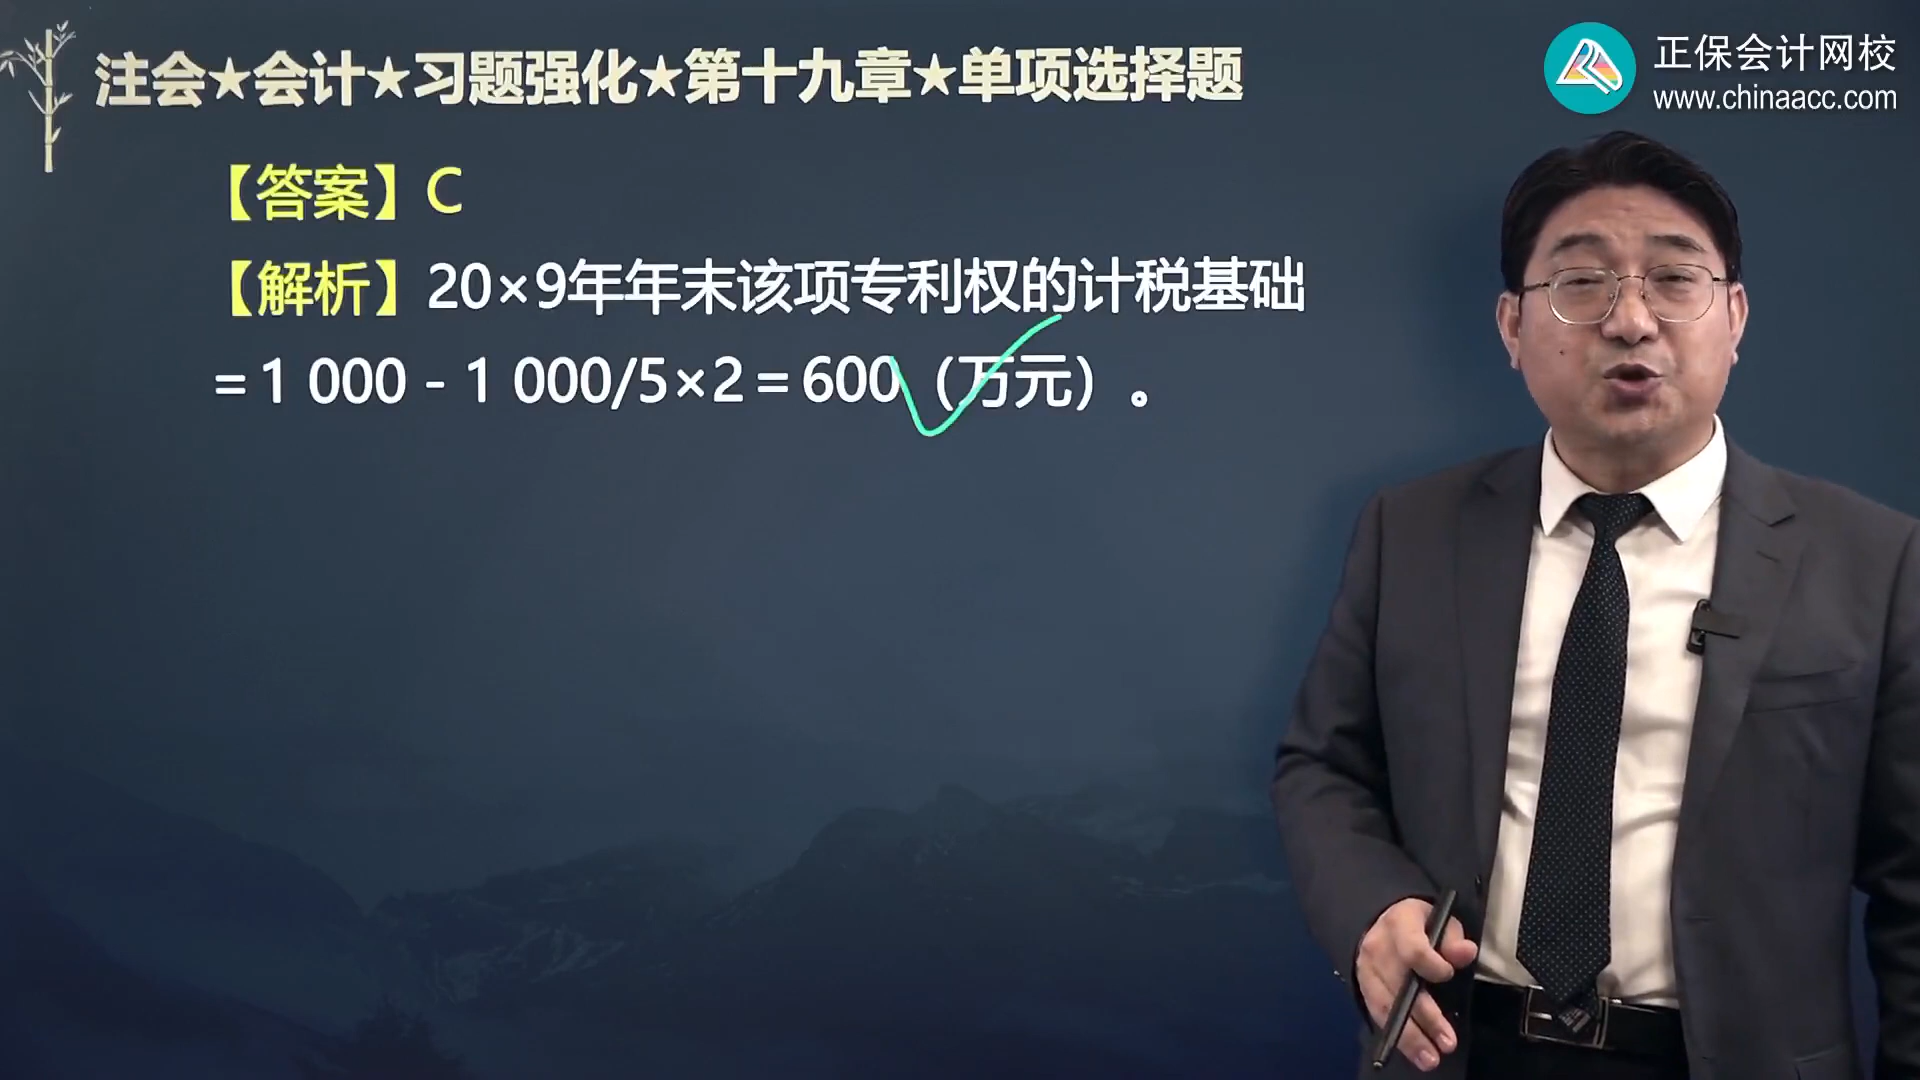 注会★会计★习题强化★第十九章★单项选择题
正保会计网校
www.chinaacc.com
【答案】C
【解析】20×9年年末该项专利权的计税基础
=1 000-1 000/5×2=600（万元）。